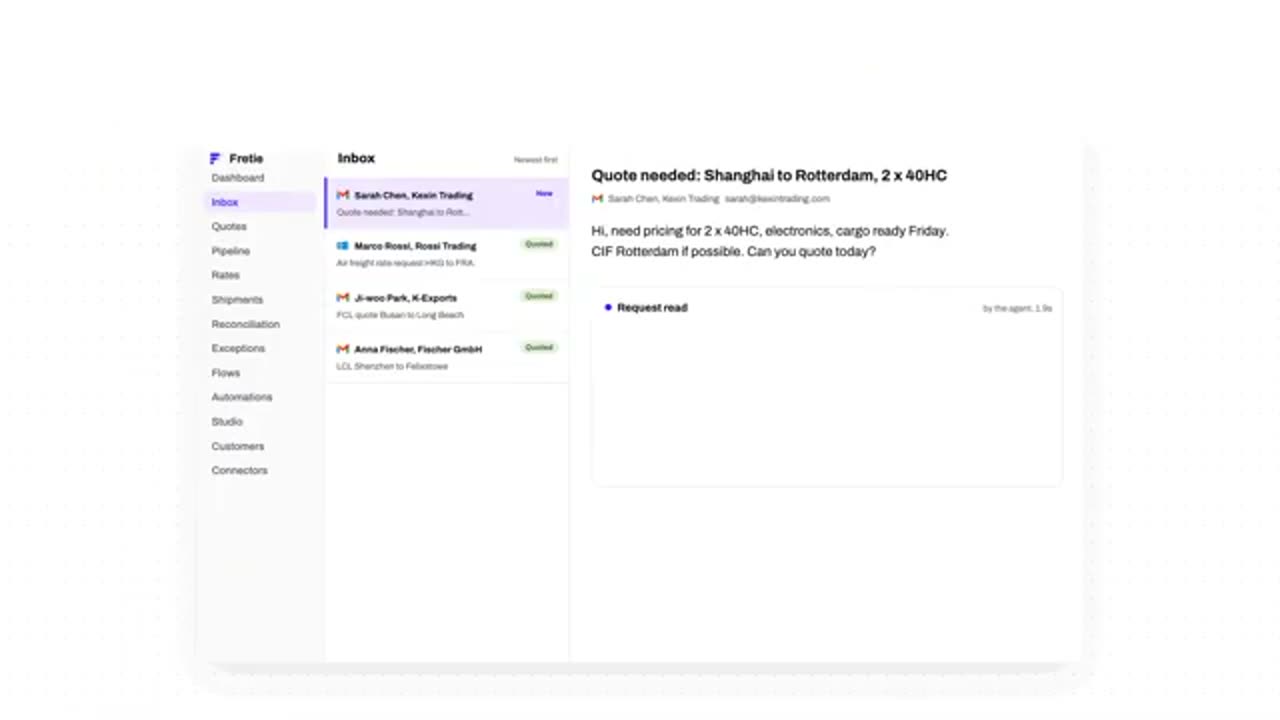 Fretie
Dashboard
Inbox
Quotes
Pipeline
Rates
Shipments
Reconciliation
Exceptions
Flows
Automations
Studio
Customers
Connectors
Inbox
Newest first
Sarah Chen, Kexin Trading
New
Quote needed: Shanghai to Rott...
Marco Rossi, Rossi Trading
Quoted
Air freight rate request HKG to FRA
Ji-woo Park, K-Exports
Quoted
FCL quote Busan to Long Beach
Anna Fischer, Fischer GmbH
Quoted
LCL Shenzhen to Felixstowe
Quote needed: Shanghai to Rotterdam, 2 x 40HC
Sarah Chen, Kexin Trading sarah@kexintrading.com
Hi, need pricing for 2 x 40HC, electronics, cargo ready Friday.
CIF Rotterdam if possible. Can you quote today?
Request read
by the agent, 1.9s